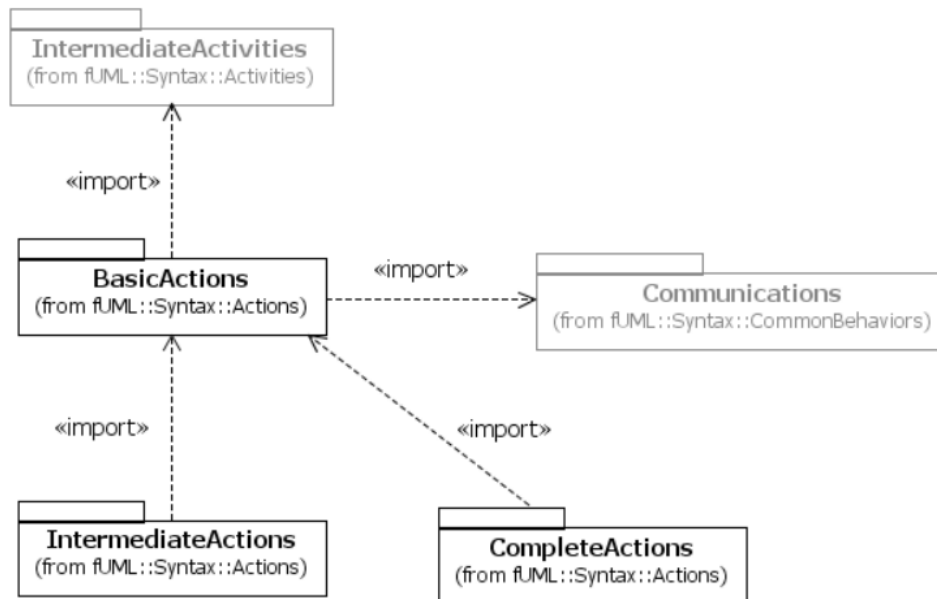 IntermediateActivities
(from fUML::Syntax::Activities)
«import»
BasicActions
(from fUML::Syntax::Actions)
«import»
Communications
(from fUML::Syntax::CommonBehaviors)
«import»
«import»
IntermediateActions
(from fUML::Syntax::Actions)
CompleteActions
(from fUML::Syntax::Actions)